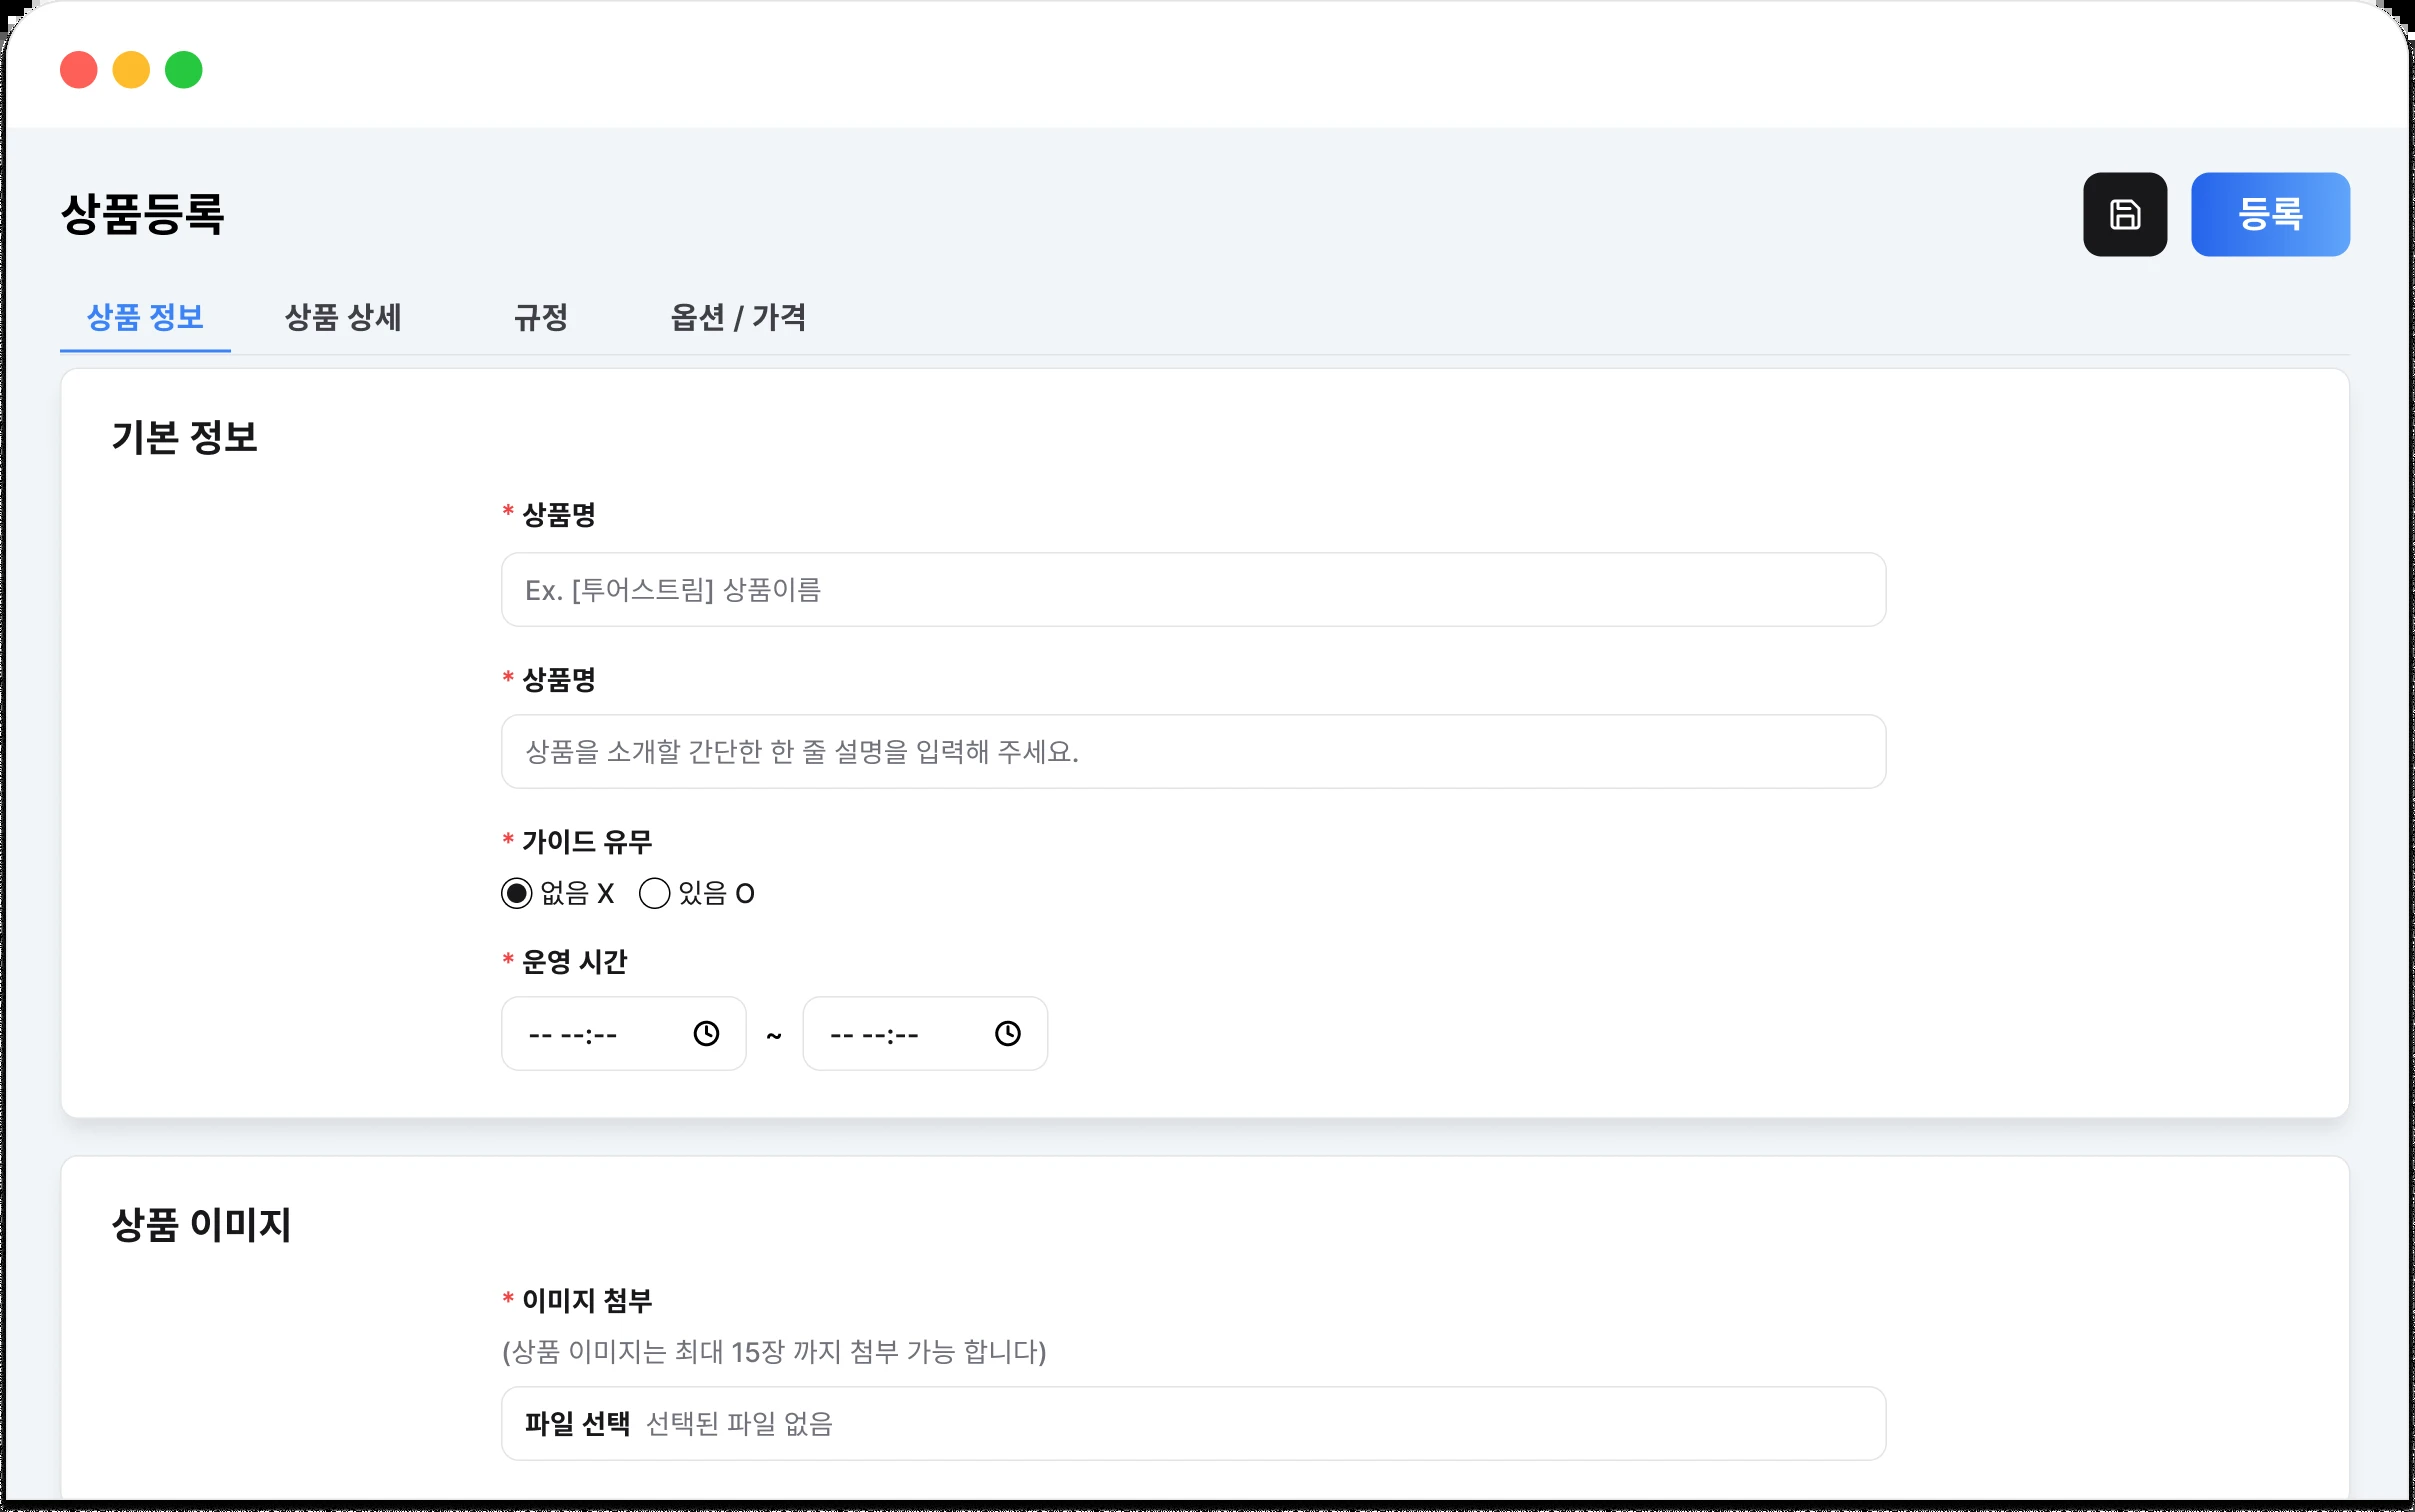 상품등록
등록
상품 정보 상품 상세 규정 옵션 / 가격
기본 정보
* 상품명
Ex. [투어스트림] 상품이름
* 상품명
상품을 소개할 간단한 한 줄 설명을 입력해 주세요.
* 가이드 유무
없음 X 있음 O
* 운영 시간
-- --:-- ~ -- --:--
상품 이미지
* 이미지 첨부
(상품 이미지는 최대 15장 까지 첨부 가능 합니다)
파일 선택 선택된 파일 없음